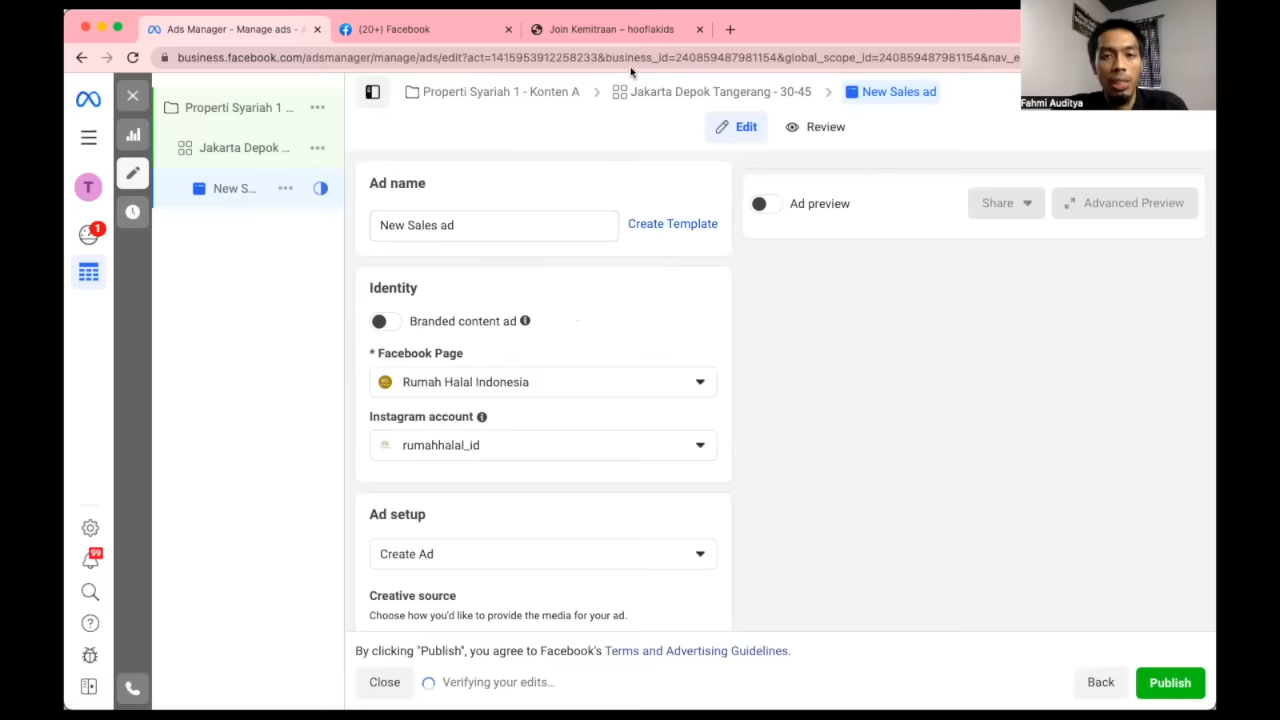 Ads Manager - Manage ads - A
(20+) Facebook
Join Kemitraan – hooflakids
business.facebook.com/adsmanager/manage/ads/edit?act=1415953912258233&business_id=240859487981154&global_scope_id=240859487981154&nav_e
Fahmi Auditya
Properti Syariah 1 ...
Jakarta Depok ...
New S...
T
1
99
Properti Syariah 1 - Konten A
Jakarta Depok Tangerang - 30-45
New Sales ad
Edit
Review
Ad name
New Sales ad
Create Template
Ad preview
Share
Advanced Preview
Identity
Branded content ad
* Facebook Page
Rumah Halal Indonesia
Instagram account
rumahhalal_id
Ad setup
Create Ad
Creative source
Choose how you'd like to provide the media for your ad.
By clicking "Publish", you agree to Facebook's Terms and Advertising Guidelines.
Close
Verifying your edits...
Back
Publish